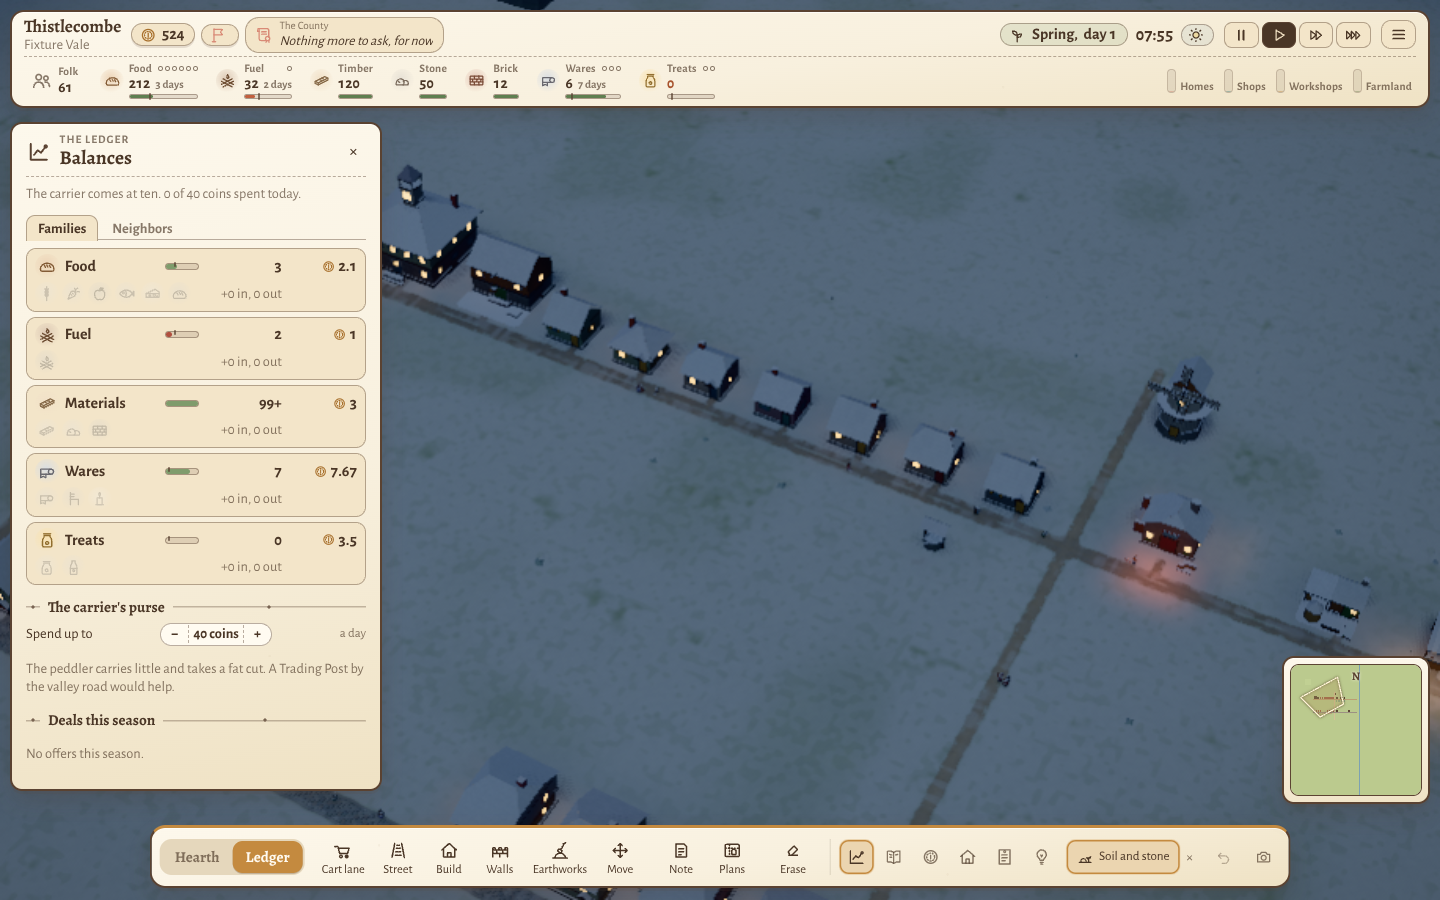 Thistlecombe
Fixture Vale
524
The County
Nothing more to ask, for now
Spring, day 1
07:55
Folk
61
Food
212 3 days
Fuel
32 2 days
Timber
120
Stone
50
Brick
12
Wares
6 7 days
Treats
0
Homes
Shops
Workshops
Farmland
THE LEDGER
Balances
×
The carrier comes at ten. 0 of 40 coins spent today.
Families
Neighbors
Food 3 2.1
+0 in, 0 out
Fuel 2 1
+0 in, 0 out
Materials 99+ 3
+0 in, 0 out
Wares 7 7.67
+0 in, 0 out
Treats 0 3.5
+0 in, 0 out
The carrier's purse
Spend up to − 40 coins + a day
The peddler carries little and takes a fat cut. A Trading Post by
the valley road would help.
Deals this season
No offers this season.
N
Hearth
Ledger
Cart lane
Street
Build
Walls
Earthworks
Move
Note
Plans
Erase
Soil and stone
×